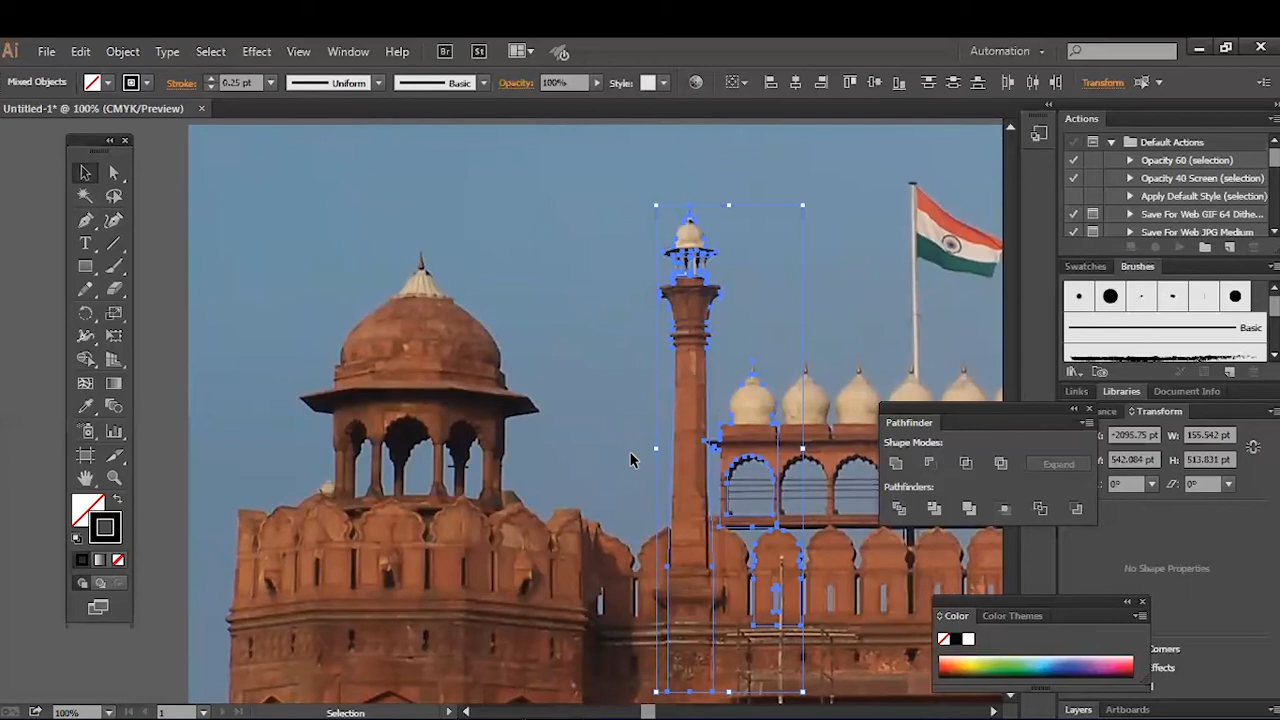 Ai File Edit Object Type Select Effect View Window Help Br St Automation
Mixed Objects Stroke: 0.25 pt Uniform Basic Opacity: 100% Style: Transform
Untitled-1* @ 100% (CMYK/Preview)
Actions
Default Actions
Opacity 60 (selection)
Opacity 40 Screen (selection)
Apply Default Style (selection)
Save For Web GIF 64 Dithe...
Save For Web JPG Medium
Swatches Brushes
Basic
Links Libraries Document Info
Transform
-2095.75 pt W: 155.542 pt
542.084 pt H: 513.831 pt
0° 0°
Pathfinder
Shape Modes:
Expand
Pathfinders:
No Shape Properties
Color Color Themes
Layers Artboards
100% 1 Selection